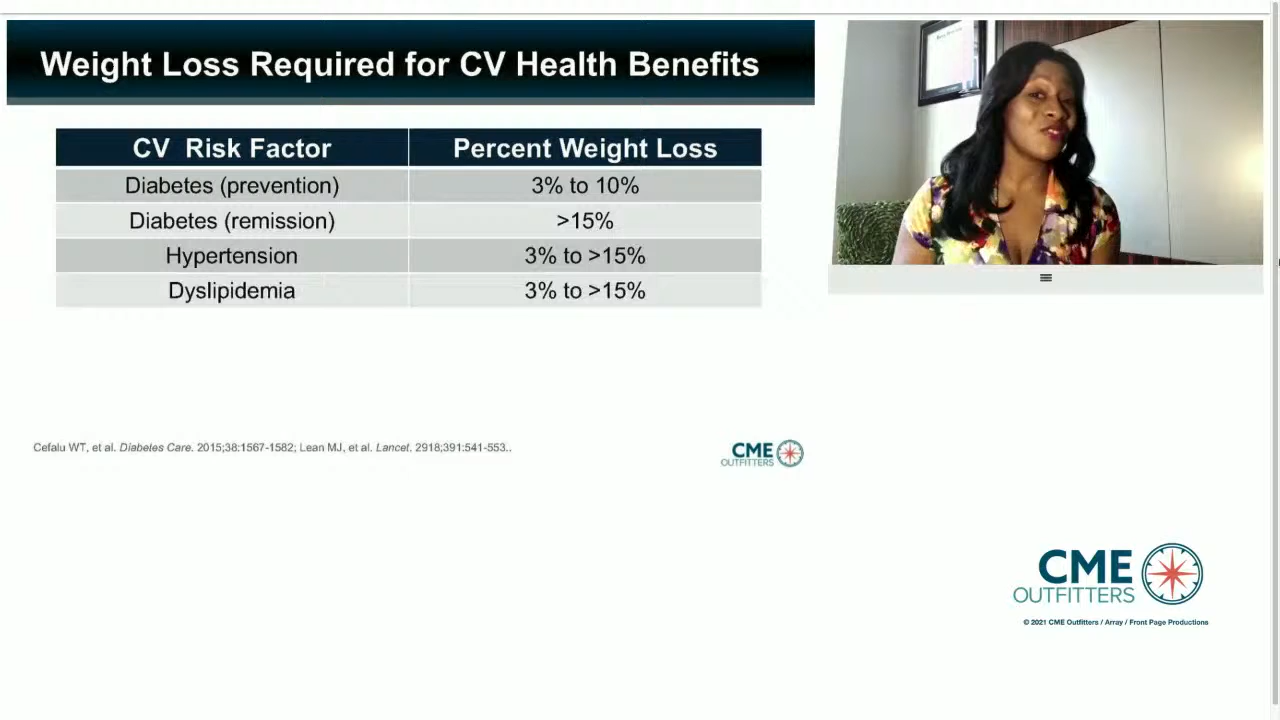 Weight Loss Required for CV Health Benefits
CV Risk Factor Percent Weight Loss
Diabetes (prevention) 3% to 10%
Diabetes (remission) >15%
Hypertension 3% to >15%
Dyslipidemia 3% to >15%
Cefalu WT, et al. Diabetes Care. 2015;38:1567-1582; Lean MJ, et al. Lancet. 2918;391:541-553..
CME
OUTFITTERS
CME
OUTFITTERS
© 2021 CME Outfitters / Array / Front Page Productions